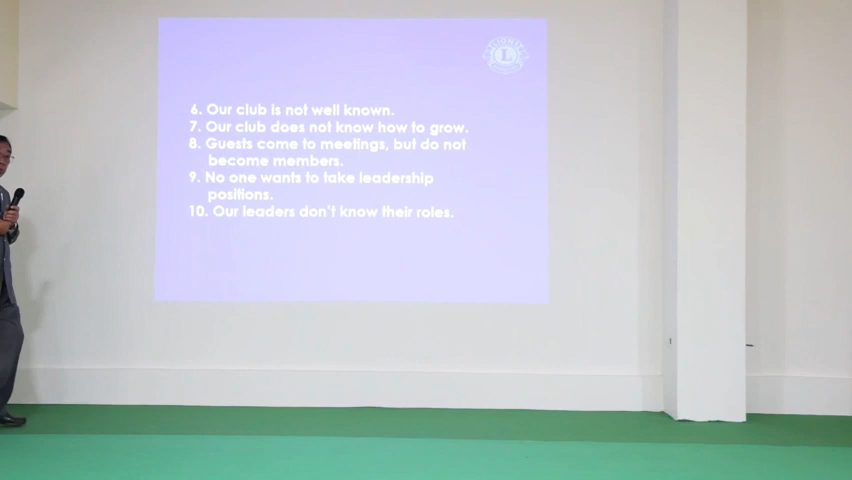 LIONS
L
6. Our club is not well known.
7. Our club does not know how to grow.
8. Guests come to meetings, but do not
become members.
9. No one wants to take leadership
positions.
10. Our leaders don't know their roles.